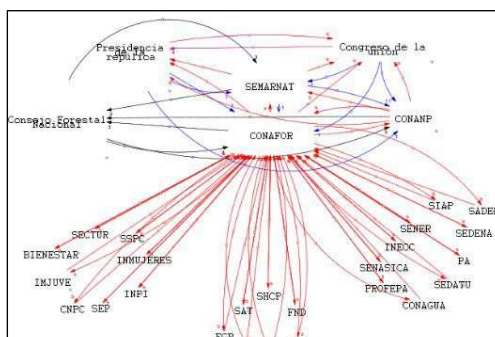 Presidencia
de la
repúlica
Congreso de la
unión
SEMARNAT
CONANP
Consejo Forestal
Nacional
CONAFOR
SIAP
SADER
SECTUR
SSPC
SENER
SEDENA
BIENESTAR
INMUJERES
INECC
PA
IMJUVE
SENASICA
SEDATU
INPI
SHCP
PROFEPA
CNPC
SEP
SAT
FND
CONAGUA